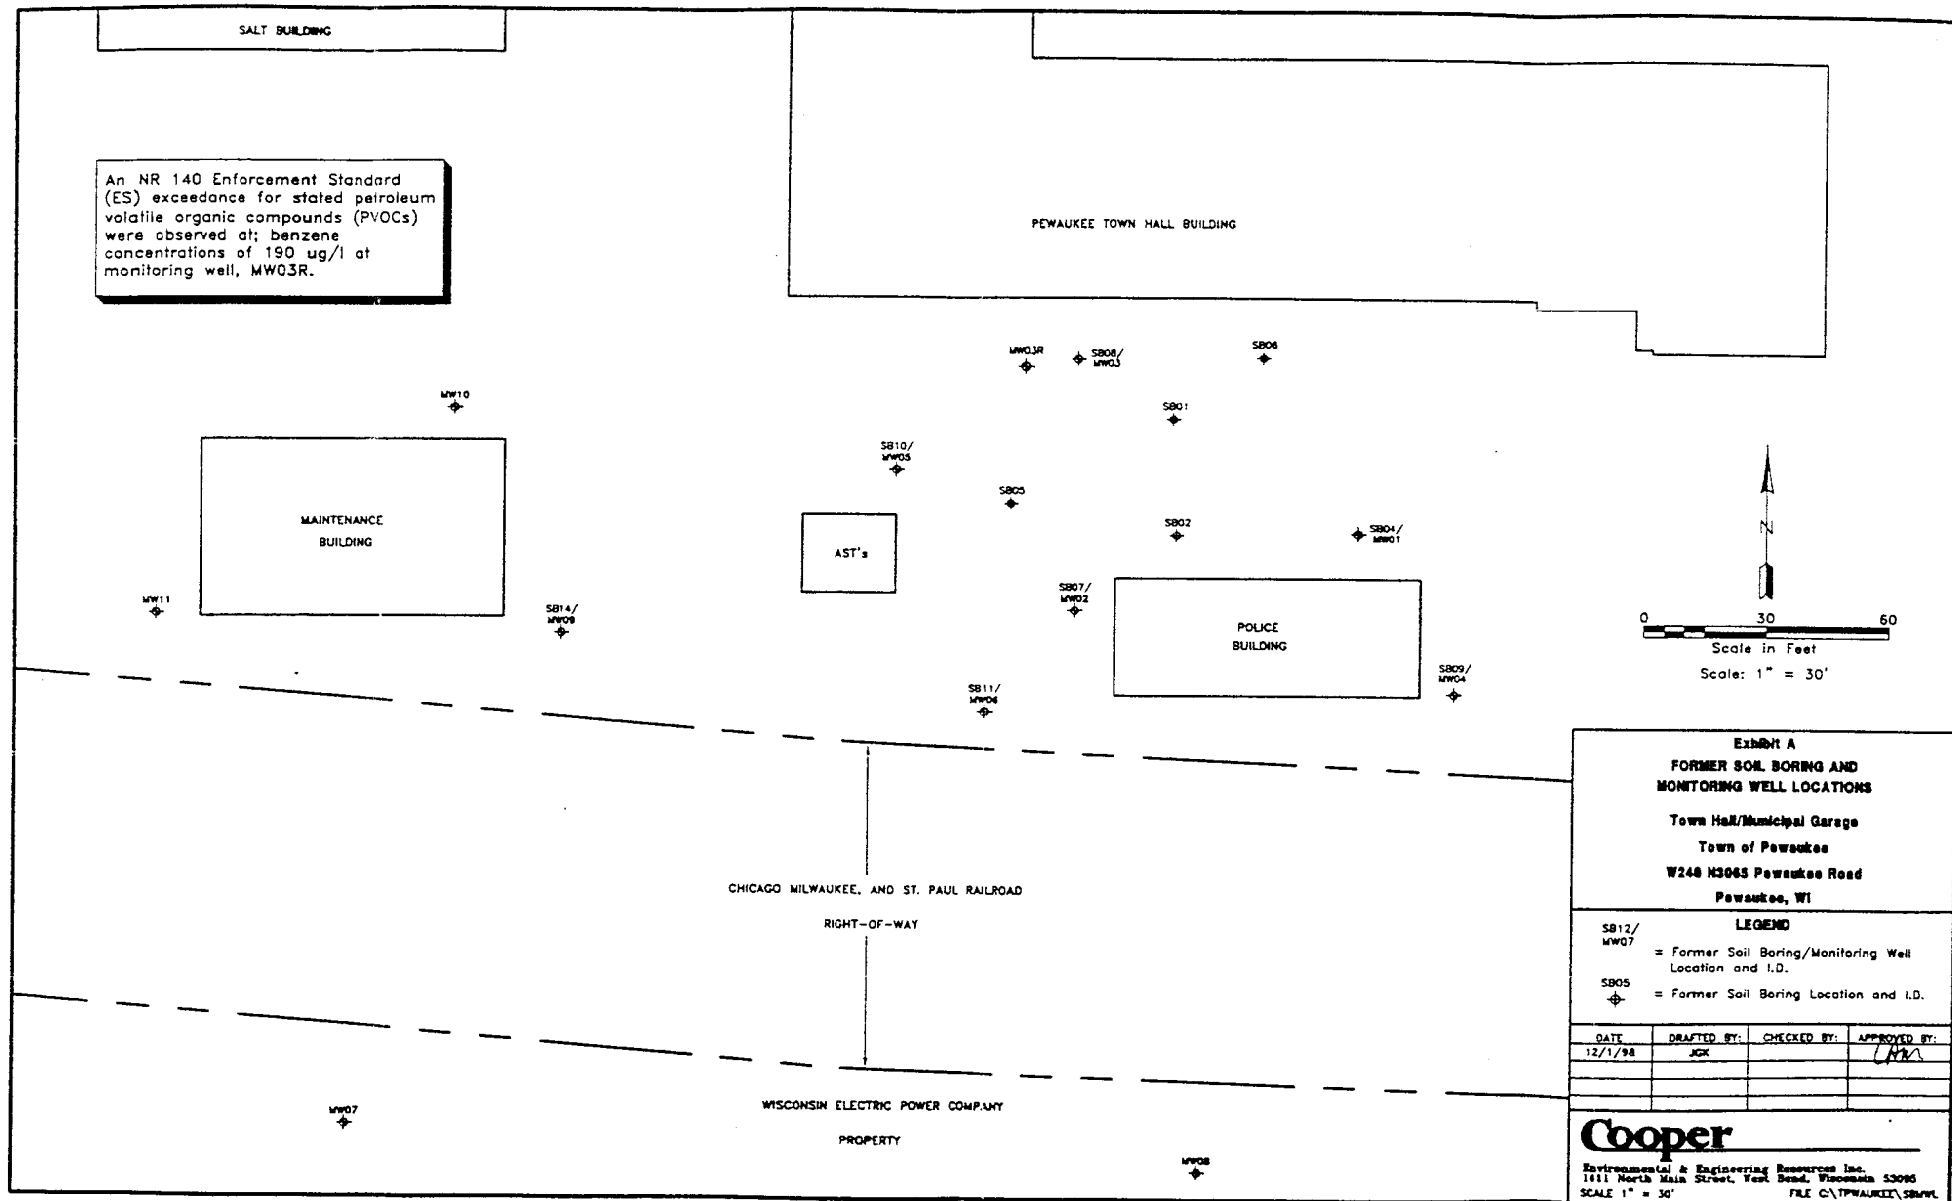 SALT BUILDING
An NR 140 Enforcement Standard
(ES) exceedance for stated petroleum
volatile organic compounds (PVOCs)
were observed at; benzene
concentrations of 190 ug/l at
monitoring well, MW03R.
PEWAUKEE TOWN HALL BUILDING
MW03R
SB08/
MW03
SB06
MW10
SB01
SB10/
MW05
SB05
SB02
SB04/
MW01
MAINTENANCE
BUILDING
AST's
N
MW11
SB14/
MW09
SB07/
MW02
POLICE
BUILDING
0 30 60
Scale in Feet
Scale: 1" = 30'
SB09/
MW04
SB11/
MW06
CHICAGO MILWAUKEE, AND ST. PAUL RAILROAD
RIGHT-OF-WAY
WISCONSIN ELECTRIC POWER COMPANY
PROPERTY
MW07
MW08
Exhibit A
FORMER SOIL BORING AND
MONITORING WELL LOCATIONS
Town Hall/Municipal Garage
Town of Pewaukee
W248 N3065 Pewaukee Road
Pewaukee, WI
LEGEND
SB12/
MW07
= Former Soil Boring/Monitoring Well
Location and I.D.
SB05
= Former Soil Boring Location and I.D.
DATE DRAFTED BY: CHECKED BY: APPROVED BY:
12/1/98 JGK
Cooper
Environmental & Engineering Resources Inc.
1411 North Main Street, West Bend, Wisconsin 53095
SCALE 1" = 30' FILE C:\TPWAUKEE\SBMWL